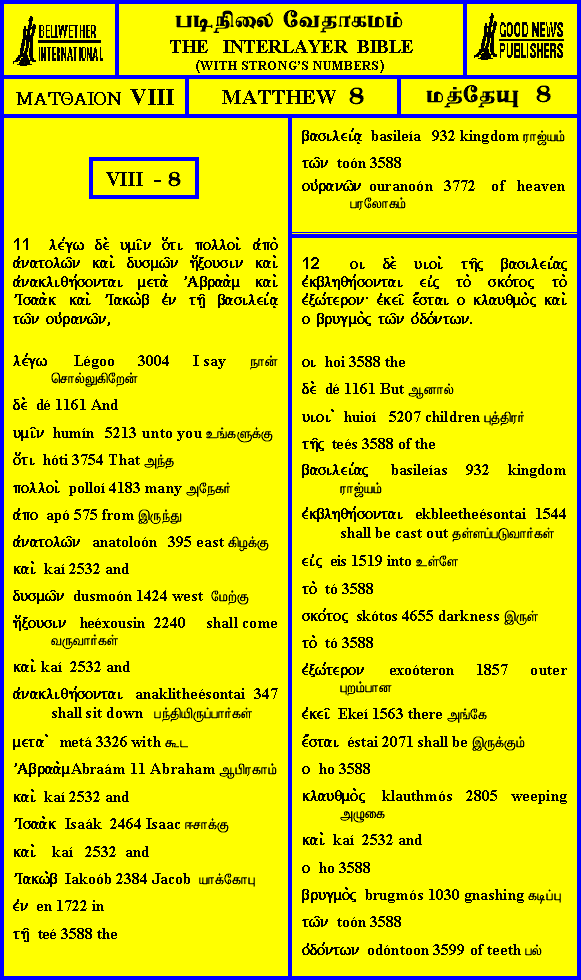 BELLWETHER
INTERNATIONAL
படிநிலை வேதாகமம்
THE INTERLAYER BIBLE
(WITH STRONG'S NUMBERS)
GOOD NEWS
PUBLISHERS
ΜΑΤΘΑΙΟΝ VIII
MATTHEW 8
மத்தேயு 8
VIII - 8
11 λέγω δὲ υμῖν ὅτι πολλοὶ ἀπὸ
ἀνατολῶν καὶ δυσμῶν ἥξουσιν καὶ
ἀνακλιθήσονται μετὰ Ἀβραὰμ καὶ
Ἰσαὰκ καὶ Ἰακὼβ ἐν τῇ βασιλείᾳ
τῶν οὐρανῶν,
λέγω Légoo 3004 I say நான்
சொல்லுகிறேன்
δὲ dé 1161 And
υμῖν humín 5213 unto you உங்களுக்கு
ὅτι hóti 3754 That அந்த
πολλοὶ polloí 4183 many அநேகர்
ἀπο apó 575 from இருந்து
ἀνατολῶν anatoloón 395 east கிழக்கு
καὶ kaí 2532 and
δυσμῶν dusmoón 1424 west மேற்கு
ἥξουσιν heéxousin 2240 shall come
வருவார்கள்
καὶ kaí 2532 and
ἀνακλιθήσονται anaklitheésontai 347
shall sit down பந்தியிருப்பார்கள்
μετα` metá 3326 with கூட
Ἀβραὰμ Abraám 11 Abraham ஆபிரகாம்
καὶ kaí 2532 and
Ἰσαὰκ Isaák 2464 Isaac ஈசாக்கு
καὶ kaí 2532 and
Ἰακὼβ Iakoób 2384 Jacob யாக்கோபு
ἐν en 1722 in
τῇ teé 3588 the
βασιλείᾳ basileía 932 kingdom ராஜ்யம்
τῶν toón 3588
οὐρανῶν ouranoón 3772 of heaven
பரலோகம்
12 οι δὲ υιοὶ τῆς βασιλείας
ἐκβληθήσονται εἰς τὸ σκότος τὸ
ἐξώτερον· ἐκεῖ ἔσται ο κλαυθμὸς καὶ
ο βρυγμὸς τῶν ὀδόντων.
οι hoi 3588 the
δὲ dé 1161 But ஆனால்
υιοι` huioí 5207 children புத்திரர்
τῆς teés 3588 of the
βασιλείας basileías 932 kingdom
ராஜ்யம்
ἐκβληθήσονται ekbleetheésontai 1544
shall be cast out தள்ளப்படுவார்கள்
εἰς eis 1519 into உள்ளே
τὸ tó 3588
σκότος skótos 4655 darkness இருள்
τὸ tó 3588
ἐξώτερον exoóteron 1857 outer
புறம்பான
ἐκεῖ Ekeí 1563 there அங்கே
ἔσται éstai 2071 shall be இருக்கும்
ο ho 3588
κλαυθμὸς klauthmós 2805 weeping
அழுகை
καὶ kaí 2532 and
ο ho 3588
βρυγμὸς brugmós 1030 gnashing கடிப்பு
τῶν toón 3588
ὀδόντων odóntoon 3599 of teeth பல்